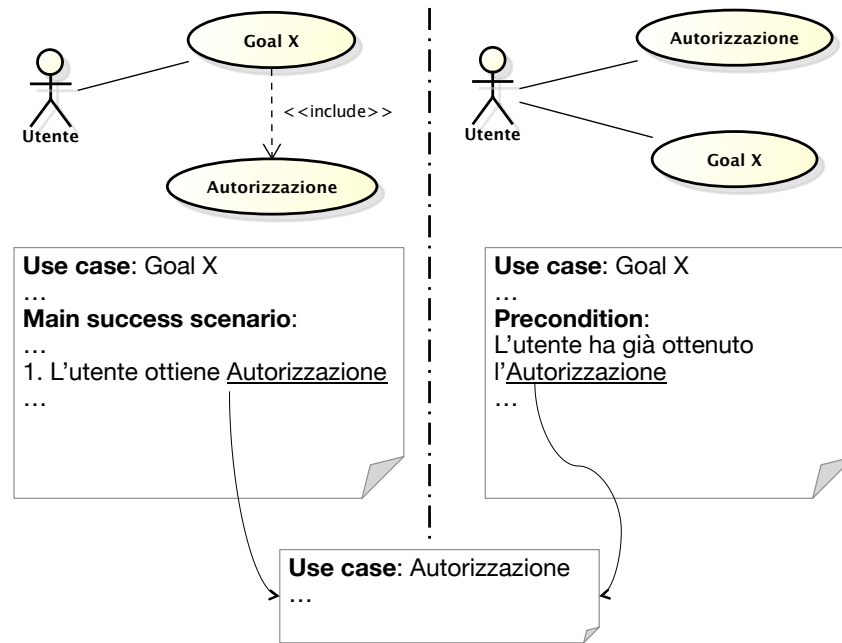 Goal X
<<include>>
Utente
Autorizzazione
Autorizzazione
Utente
Goal X
Use case: Goal X
…
Main success scenario:
…
1. L'utente ottiene Autorizzazione
…
Use case: Goal X
…
Precondition:
L'utente ha già ottenuto
l'Autorizzazione
…
Use case: Autorizzazione
…